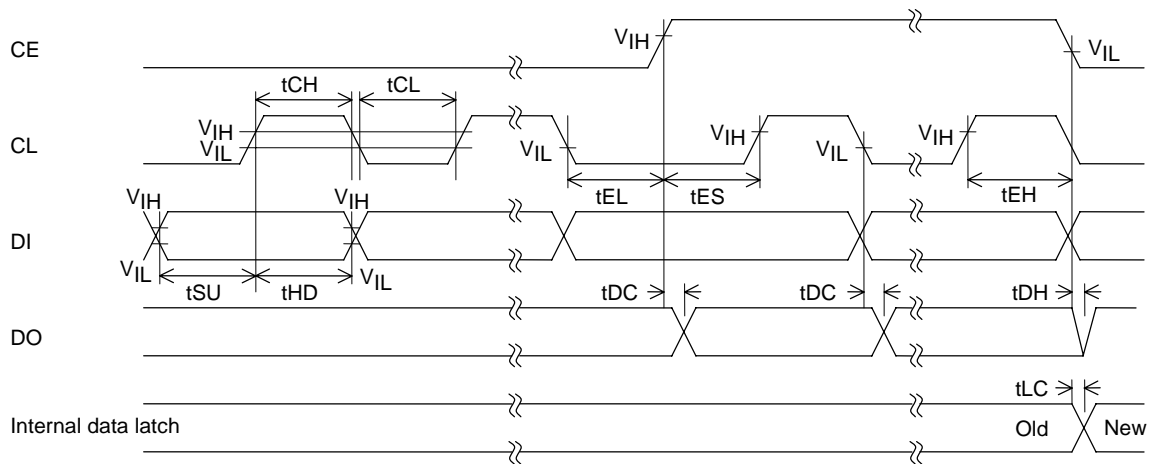 CE
VIH
VIL
tCH
tCL
CL
VIH
VIL
VIL
VIH
VIL
VIH
tEL
tES
tEH
DI
VIH
VIH
VIL
VIL
tSU
tHD
tDC
tDC
tDH
DO
tLC
Internal data latch
Old
New